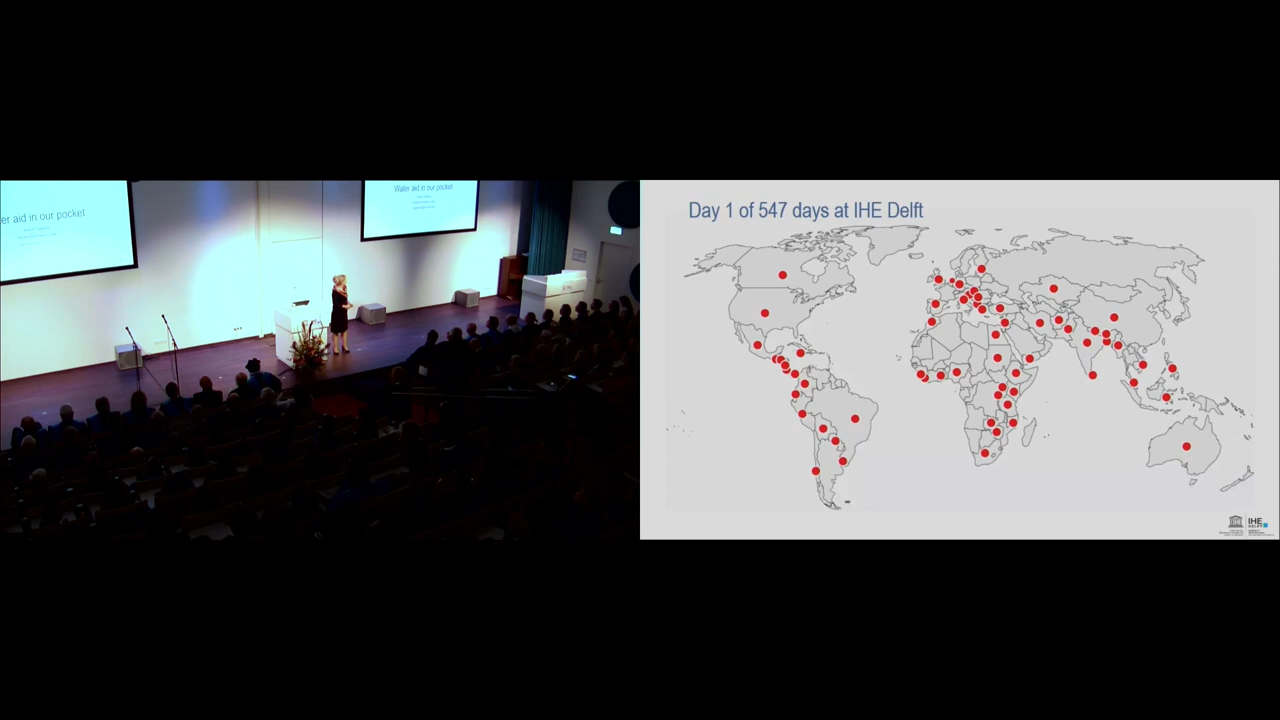 er aid in our pocket
Water aid in our pocket
Day 1 of 547 days at IHE Delft
IHE
DELFT